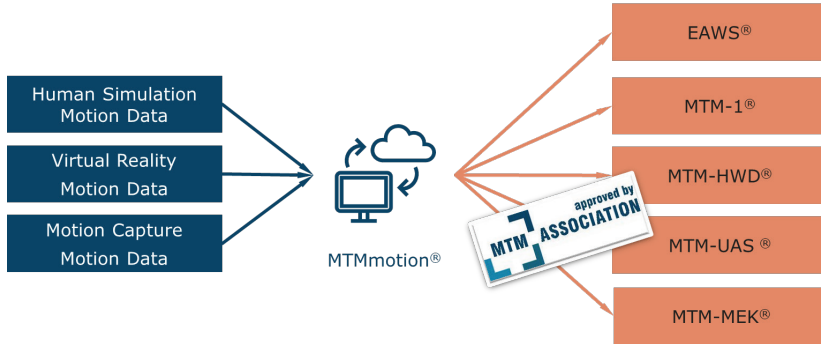 Human Simulation
Motion Data
Virtual Reality
Motion Data
Motion Capture
Motion Data
MTMmotion®
EAWS®
MTM-1®
MTM-HWD®
MTM-UAS ®
MTM-MEK®
approved by
MTM ASSOCIATION